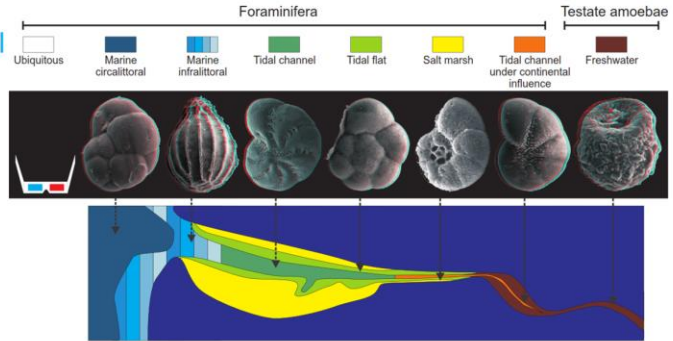 Foraminifera
Testate amoebae
Ubiquitous
Marine
circalittoral
Marine
infralittoral
Tidal channel
Tidal flat
Salt marsh
Tidal channel
under continental
influence
Freshwater